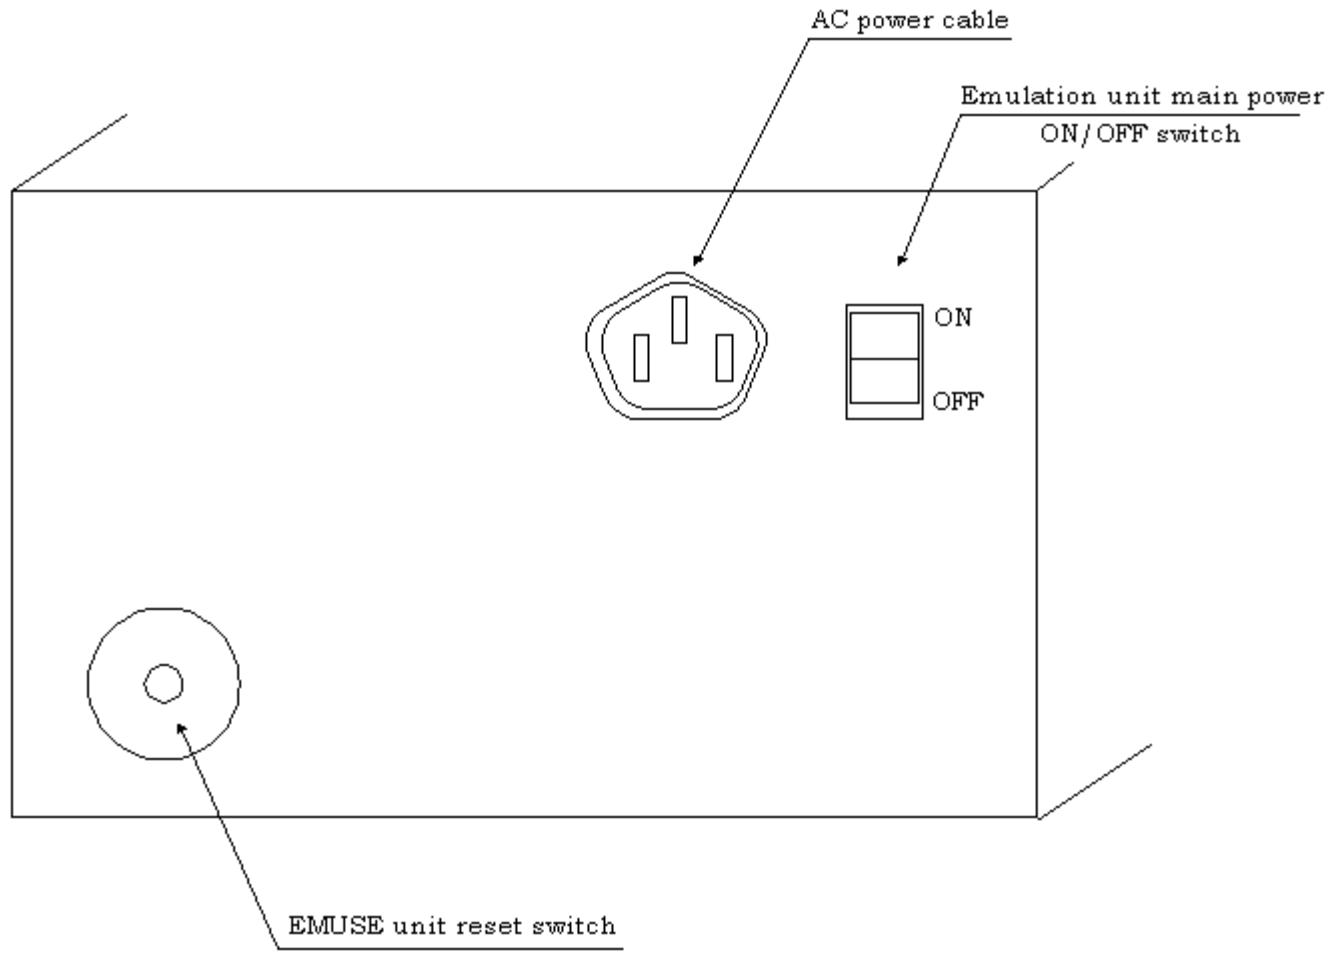 AC power cable
Emulation unit main power
ON/OFF switch
ON
OFF
EMUSE unit reset switch